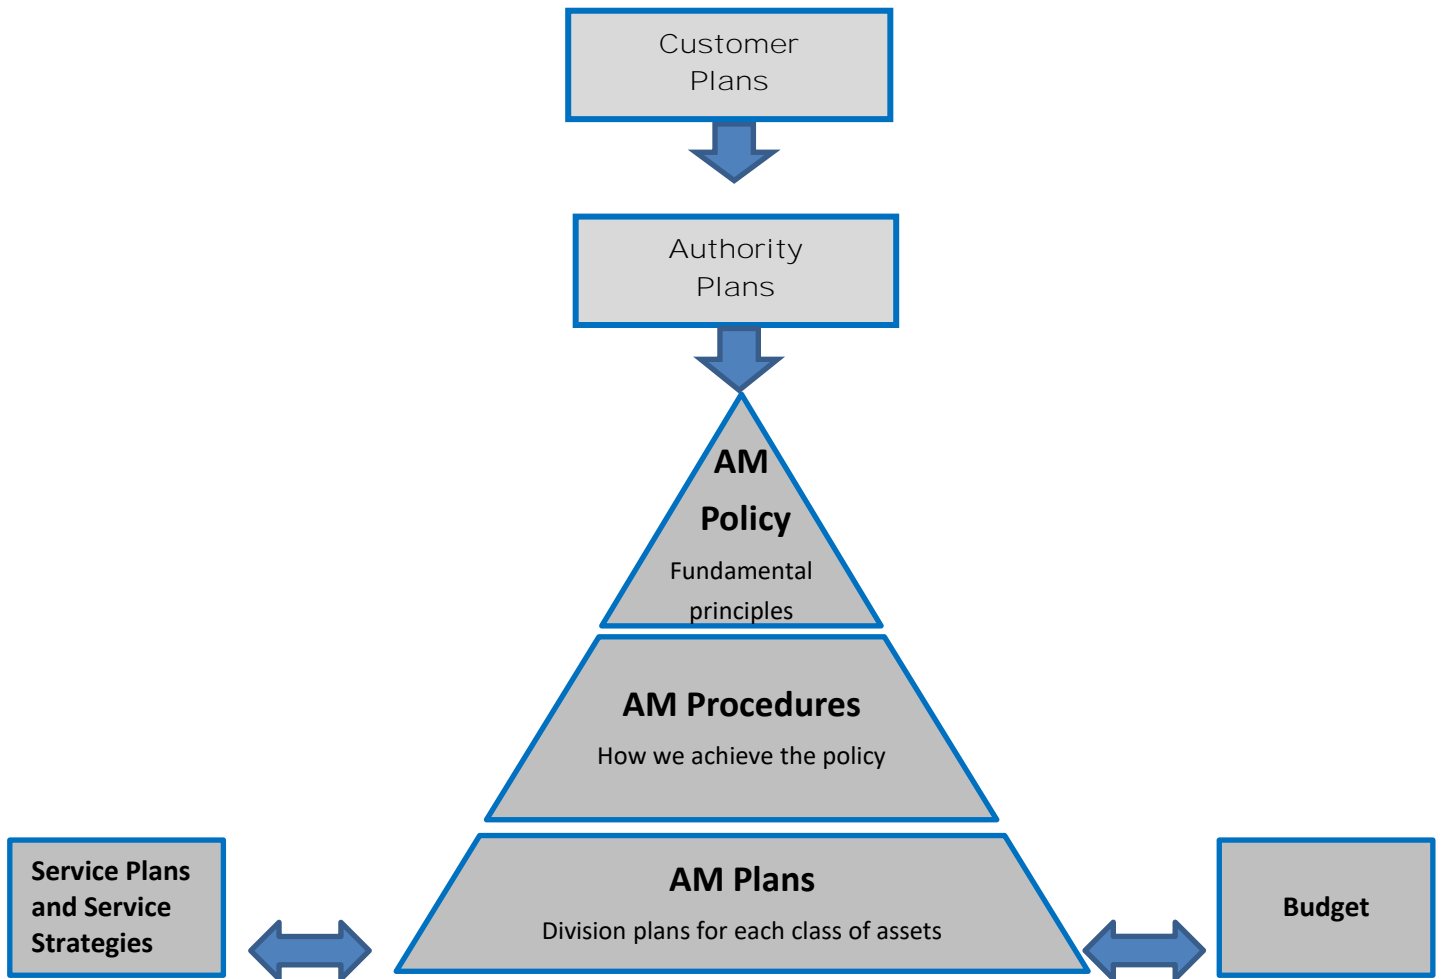 Customer
Plans
Authority
Plans
AM
Policy
Fundamental
principles
AM Procedures
How we achieve the policy
Service Plans
and Service
Strategies
AM Plans
Division plans for each class of assets
Budget